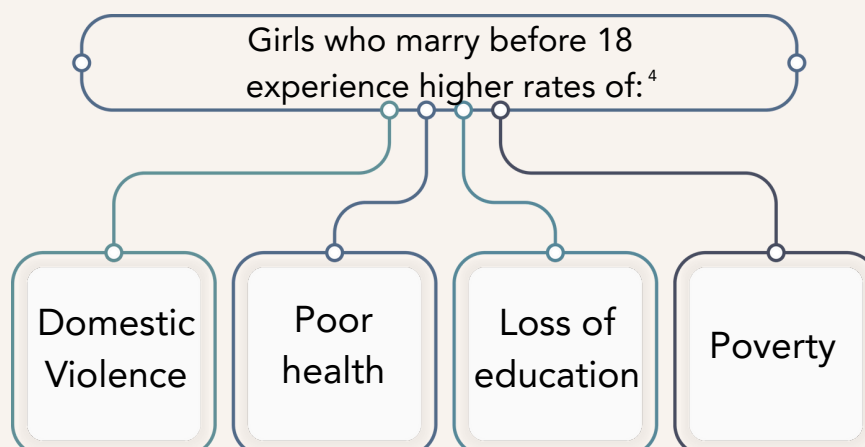 Girls who marry before 18
experience higher rates of: 4
Domestic
Violence
Poor
health
Loss of
education
Poverty